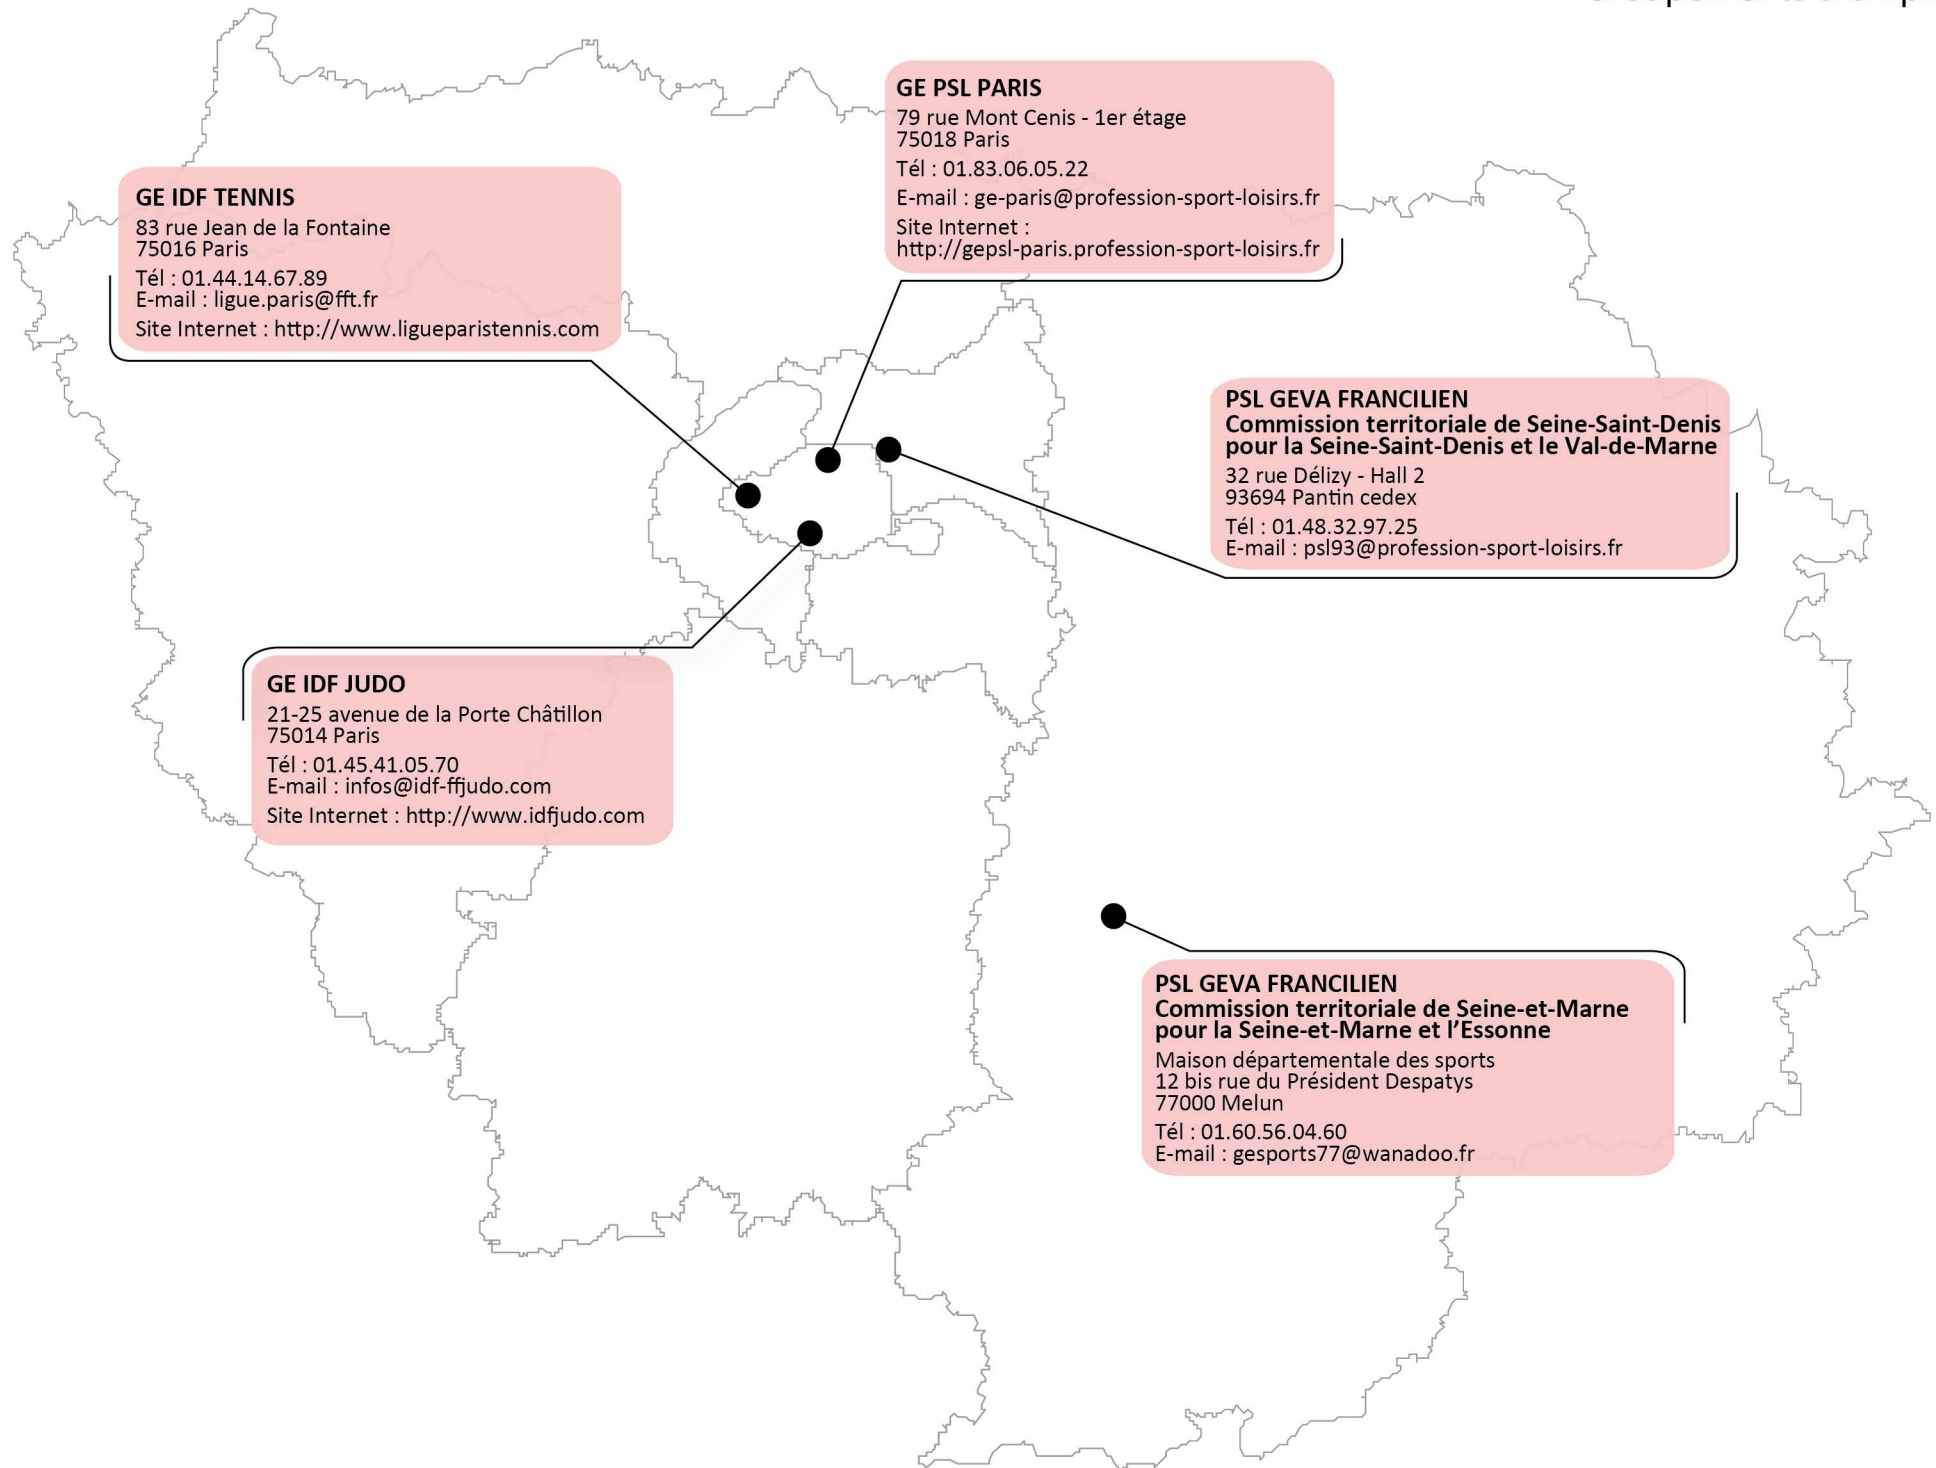 GE PSL PARIS
79 rue Mont Cenis - 1er étage
75018 Paris
Tél : 01.83.06.05.22
E-mail : ge-paris@profession-sport-loisirs.fr
Site Internet :
http://gepsl-paris.profession-sport-loisirs.fr
GE IDF TENNIS
83 rue Jean de la Fontaine
75016 Paris
Tél : 01.44.14.67.89
E-mail : ligue.paris@fft.fr
Site Internet : http://www.ligueparistennis.com
PSL GEVA FRANCILIEN
Commission territoriale de Seine-Saint-Denis
pour la Seine-Saint-Denis et le Val-de-Marne
32 rue Délizy - Hall 2
93694 Pantin cedex
Tél : 01.48.32.97.25
E-mail : psl93@profession-sport-loisirs.fr
GE IDF JUDO
21-25 avenue de la Porte Châtillon
75014 Paris
Tél : 01.45.41.05.70
E-mail : infos@idf-ffjudo.com
Site Internet : http://www.idfjudo.com
PSL GEVA FRANCILIEN
Commission territoriale de Seine-et-Marne
pour la Seine-et-Marne et l’Essonne
Maison départementale des sports
12 bis rue du Président Despatys
77000 Melun
Tél : 01.60.56.04.60
E-mail : gesports77@wanadoo.fr